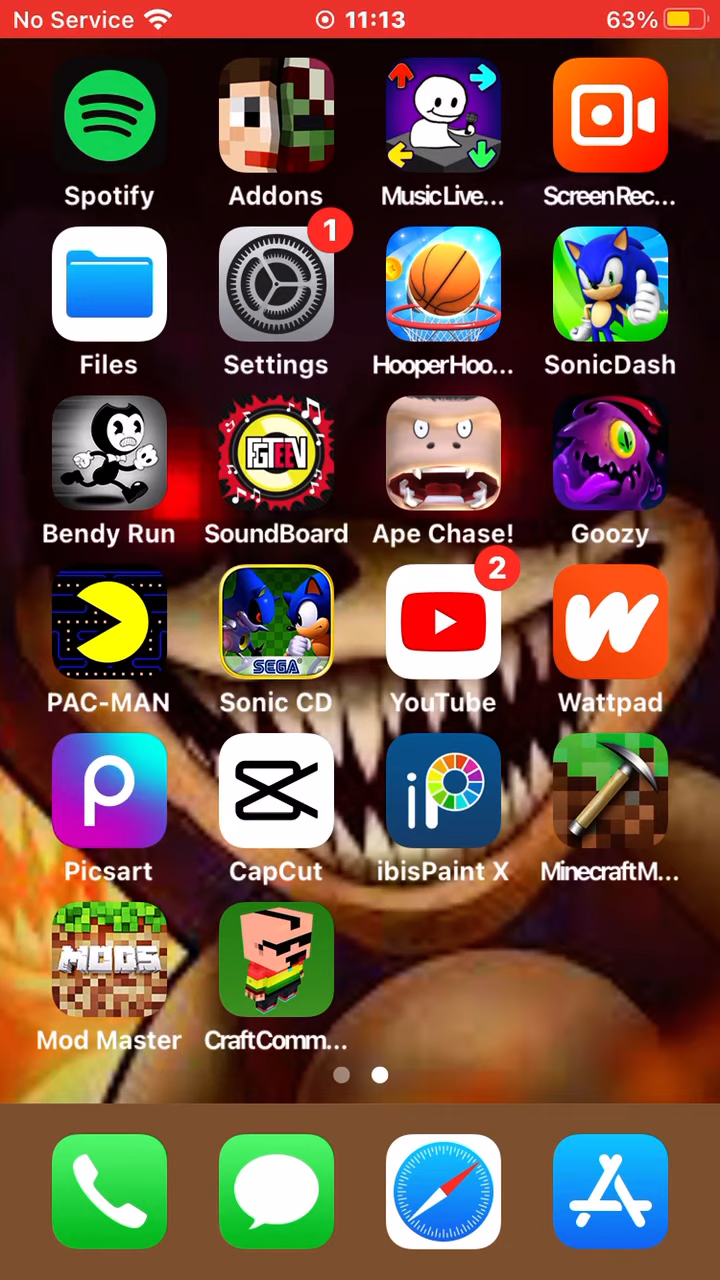 No Service 11:13 63%
Spotify Addons MusicLive... ScreenRec...
1
Files Settings HooperHoo... SonicDash
FGTEEV
Bendy Run SoundBoard Ape Chase! Goozy
2
SEGA
PAC-MAN Sonic CD YouTube Wattpad
iP
Picsart CapCut ibisPaint X MinecraftM...
MODS
Mod Master CraftComm...